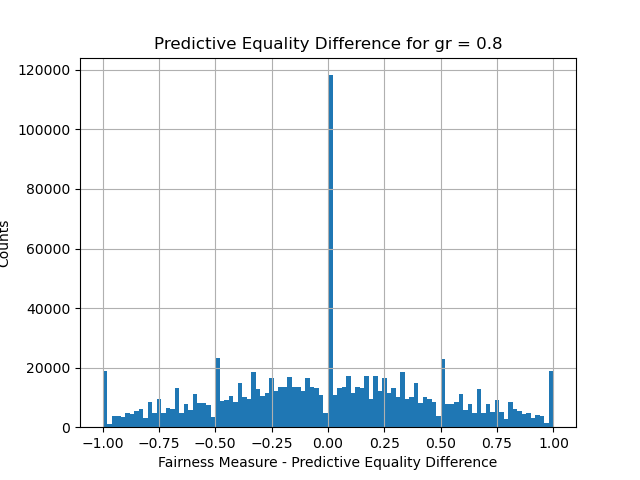 Predictive Equality Difference for gr = 0.8
120000
100000
80000
60000
40000
20000
0
Counts
−1.00 −0.75 −0.50 −0.25 0.00 0.25 0.50 0.75 1.00
Fairness Measure - Predictive Equality Difference